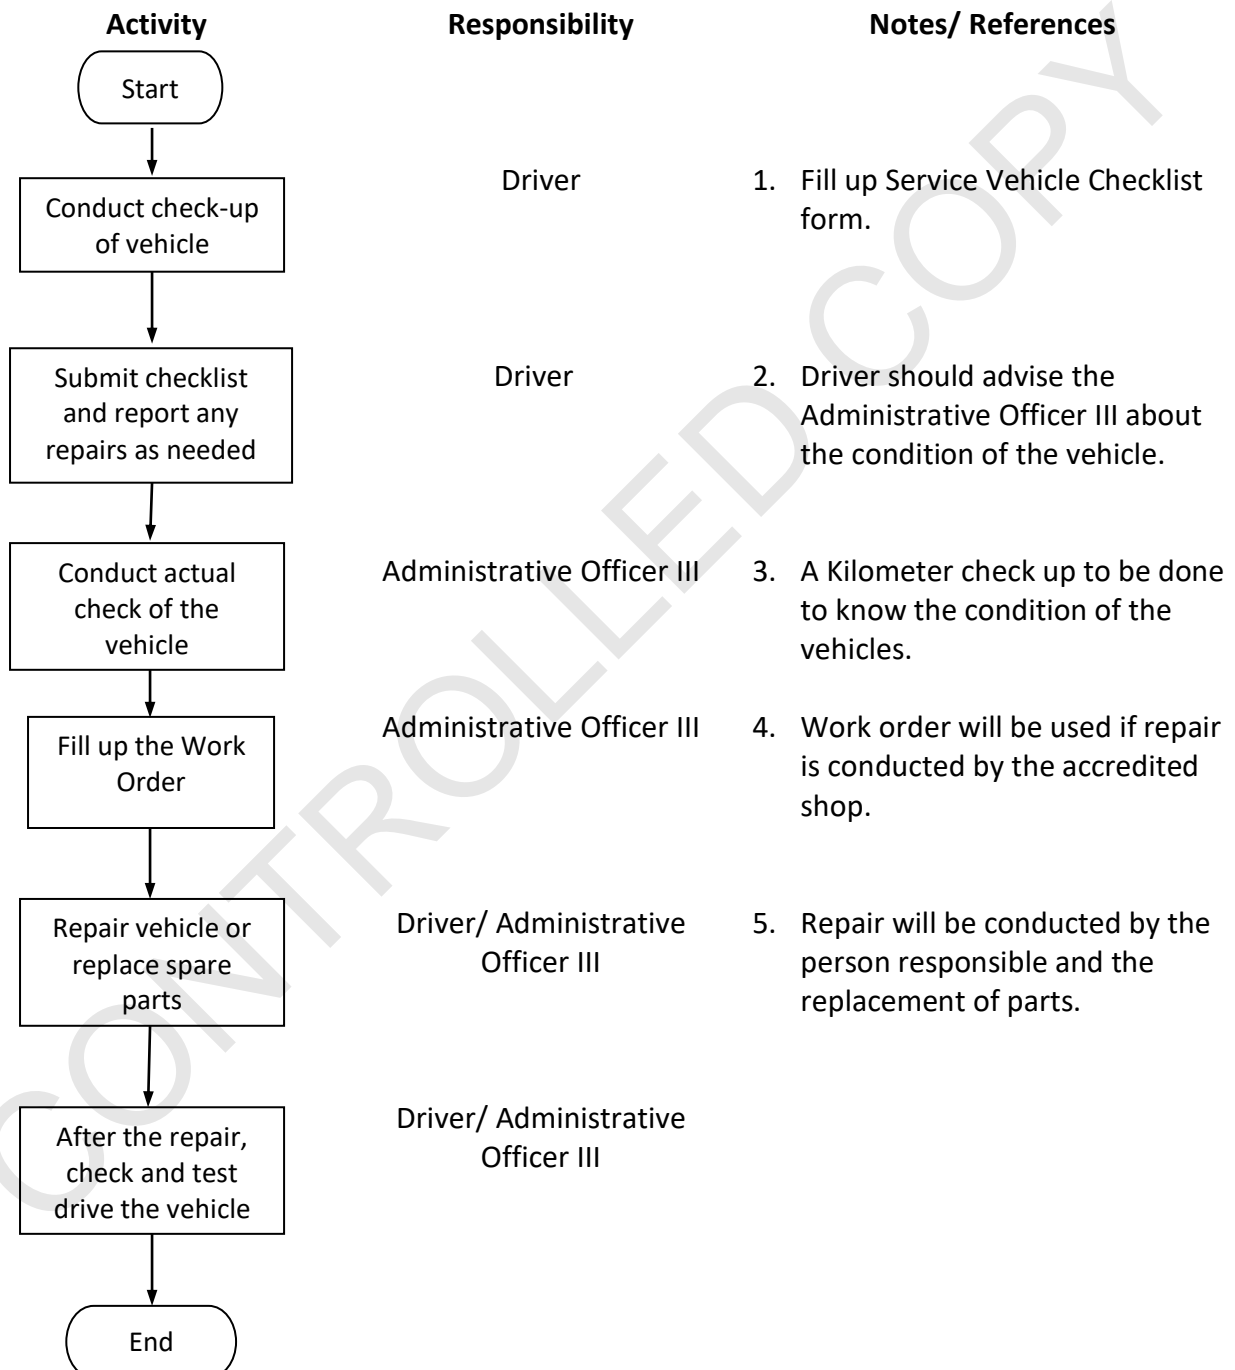 Activity
Responsibility
Notes/ References
Start
Conduct check-up
of vehicle
Driver
1. Fill up Service Vehicle Checklist
form.
Submit checklist
and report any
repairs as needed
Driver
2. Driver should advise the
Administrative Officer III about
the condition of the vehicle.
Conduct actual
check of the
vehicle
Administrative Officer III
3. A Kilometer check up to be done
to know the condition of the
vehicles.
Fill up the Work
Order
Administrative Officer III
4. Work order will be used if repair
is conducted by the accredited
shop.
Repair vehicle or
replace spare
parts
Driver/ Administrative
Officer III
5. Repair will be conducted by the
person responsible and the
replacement of parts.
After the repair,
check and test
drive the vehicle
Driver/ Administrative
Officer III
End
CONTROLLED COPY